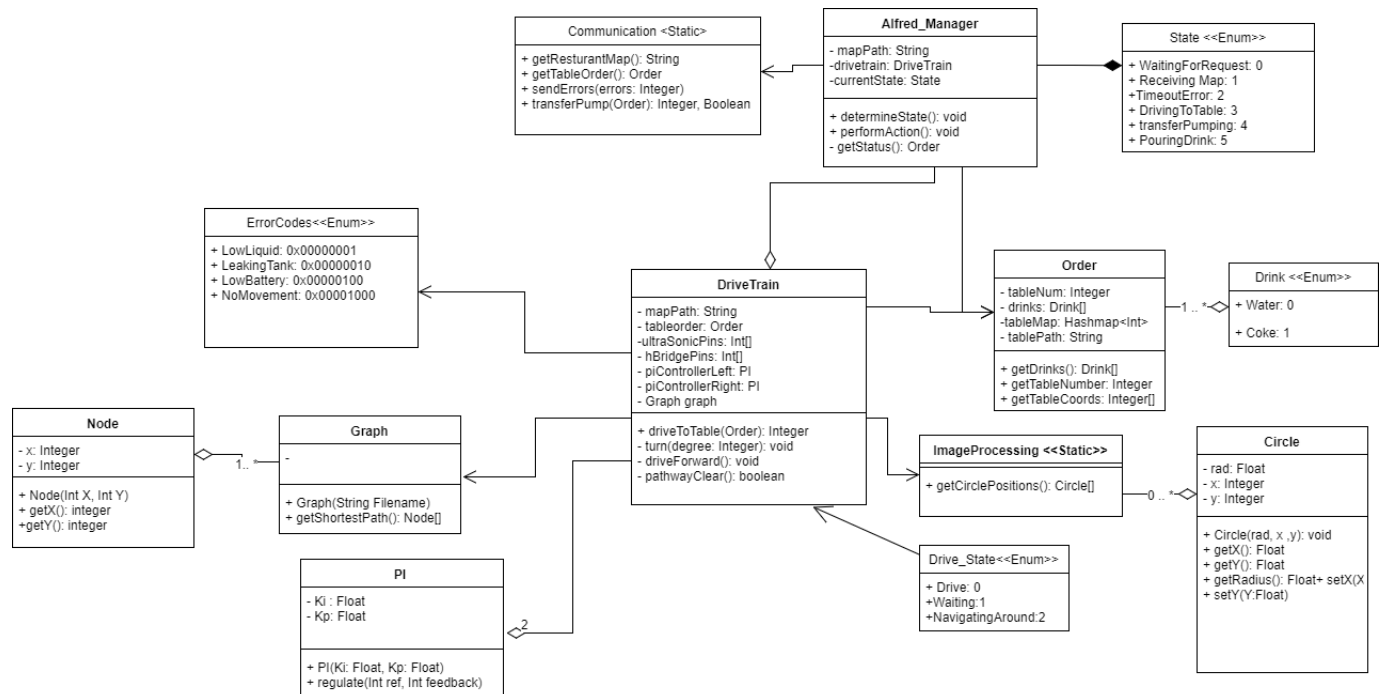 Communication <Static>
+ getResturantMap(): String
+ getTableOrder(): Order
+ sendErrors(errors: Integer)
+ transferPump(Order): Integer, Boolean
Alfred_Manager
- mapPath: String
-drivetrain: DriveTrain
-currentState: State
+ determineState(): void
+ performAction(): void
- getStatus(): Order
State <<Enum>>
+ WaitingForRequest: 0
+ Receiving Map: 1
+TimeoutError: 2
+ DrivingToTable: 3
+ transferPumping: 4
+ PouringDrink: 5
ErrorCodes<<Enum>>
+ LowLiquid: 0x00000001
+ LeakingTank: 0x00000010
+ LowBattery: 0x00000100
+ NoMovement: 0x00001000
DriveTrain
- mapPath: String
- tableorder: Order
-ultraSonicPins: Int[]
- hBridgePins: Int[]
- piControllerLeft: PI
- piControllerRight: PI
- Graph graph
+ driveToTable(Order): Integer
- turn(degree: Integer): void
- driveForward(): void
- pathwayClear(): boolean
Order
- tableNum: Integer
- drinks: Drink[]
-tableMap: Hashmap<Int>
- tablePath: String
+ getDrinks(): Drink[]
+ getTableNumber: Integer
+ getTableCoords: Integer[]
1 .. *
Drink <<Enum>>
+ Water: 0
+ Coke: 1
Node
- x: Integer
- y: Integer
+ Node(Int X, Int Y)
+ getX(): integer
+getY(): integer
1.. *
Graph
-
+ Graph(String Filename)
+ getShortestPath(): Node[]
ImageProcessing <<Static>>
+ getCirclePositions(): Circle[]
0 .. *
Circle
- rad: Float
- x: Integer
- y: Integer
+ Circle(rad, x ,y): void
+ getX(): Float
+ getY(): Float
+ getRadius(): Float+ setX(X
+ setY(Y:Float)
Drive_State<<Enum>>
+ Drive: 0
+Waiting:1
+NavigatingAround:2
PI
- Ki : Float
- Kp: Float
+ PI(Ki: Float, Kp: Float)
+ regulate(Int ref, Int feedback)
2